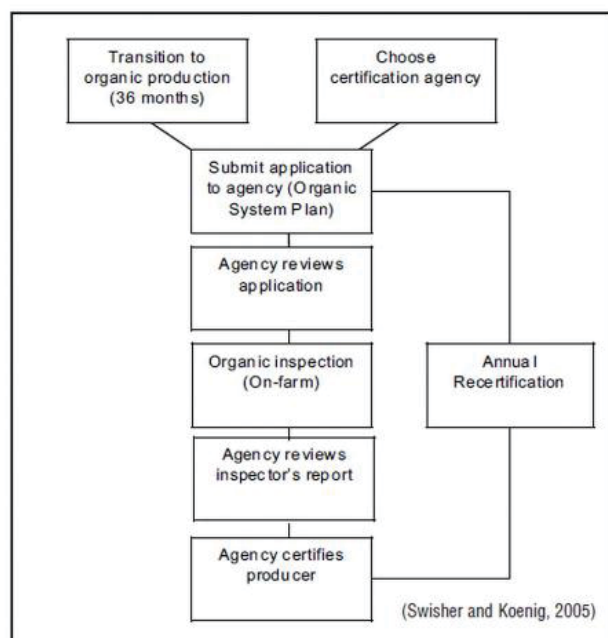 Transition to
organic production
(36 months)
Choose
certification agency
Submit application
to agency (Organic
System Plan)
Agency reviews
application
Organic inspection
(On-farm)
Annual
Recertification
Agency reviews
inspector's report
Agency certifies
producer
(Swisher and Koenig, 2005)